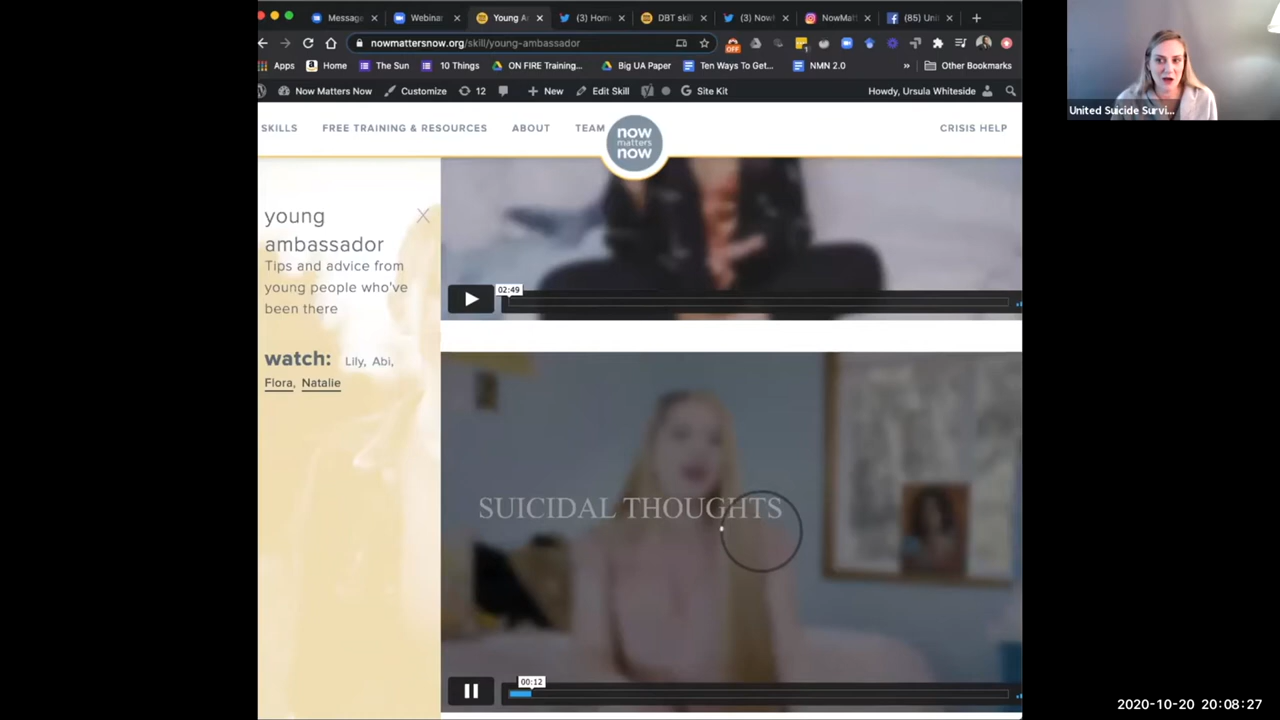 Message
Webinar
Young A
(3) Hom
DBT skil
(3) NowI
NowMat
(85) Uni
nowmattersnow.org/skill/young-ambassador
OFF
1
Apps
Home
The Sun
10 Things
ON FIRE Training...
Big UA Paper
Ten Ways To Get...
NMN 2.0
»
Other Bookmarks
Now Matters Now
Customize
12
New
Edit Skill
Site Kit
Howdy, Ursula Whiteside
United Suicide Survi...
SKILLS
FREE TRAINING & RESOURCES
ABOUT
TEAM
now
matters
now
CRISIS HELP
young
ambassador
X
Tips and advice from
young people who've
been there
watch: Lily, Abi,
Flora, Natalie
02:49
SUICIDAL THOUGHTS
00:12
2020-10-20 20:08:27